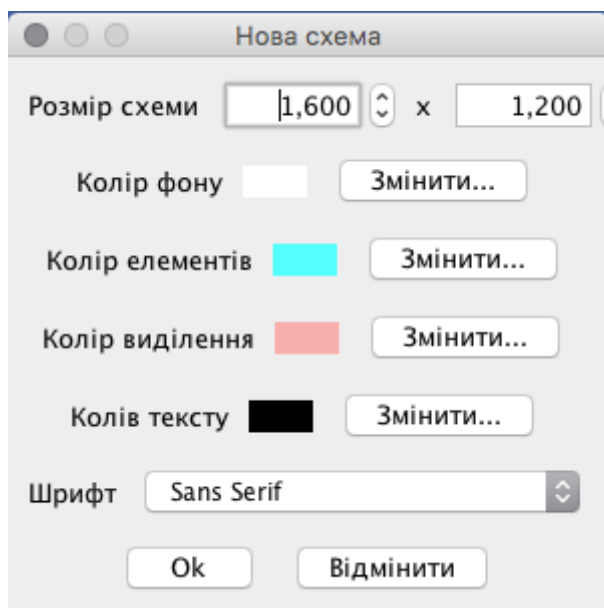 Нова схема
Розмір схеми 1,600 x 1,200
Колір фону Змінити...
Колір елементів Змінити...
Колір виділення Змінити...
Колів тексту Змінити...
Шрифт Sans Serif
Ok Відмінити